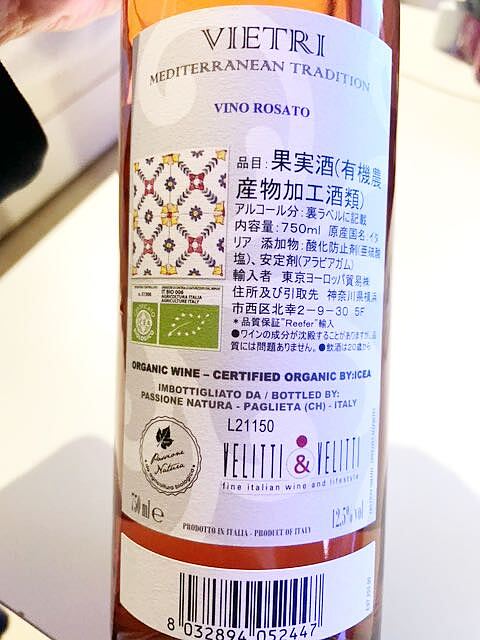 VIETRI
MEDITERRANEAN TRADITION
VINO ROSATO
品目:果実酒(有機農
産物加工酒類)
アルコール分:裏ラベルに記載
内容量:750ml 原産国名:イタ
リア 添加物:酸化防止剤(亜硫酸
塩)、安定剤(アラビアガム)
輸入者 東京ヨーロッパ貿易㈱
住所及び引取先 神奈川県横浜
市西区北幸2-9-30 5F
*品質保証"Reefer"輸入
●ワインの成分が沈殿することがありますが、品
質には問題ありません。●飲酒は20歳から
IT BIO 006
AGRICOLTURA ITALIA
AGRICULTURE ITALY
ORGANIC WINE – CERTIFIED ORGANIC BY:ICEA
IMBOTTIGLIATO DA / BOTTLED BY:
PASSIONE NATURA - PAGLIETA (CH) - ITALY
L21150
Passione
Natura
VELITTI & VELITTI
fine italian wine and lifestyle
750 ml e
12,5% vol
PRODOTTO IN ITALIA - PRODUCT OF ITALY
8 032894 052447